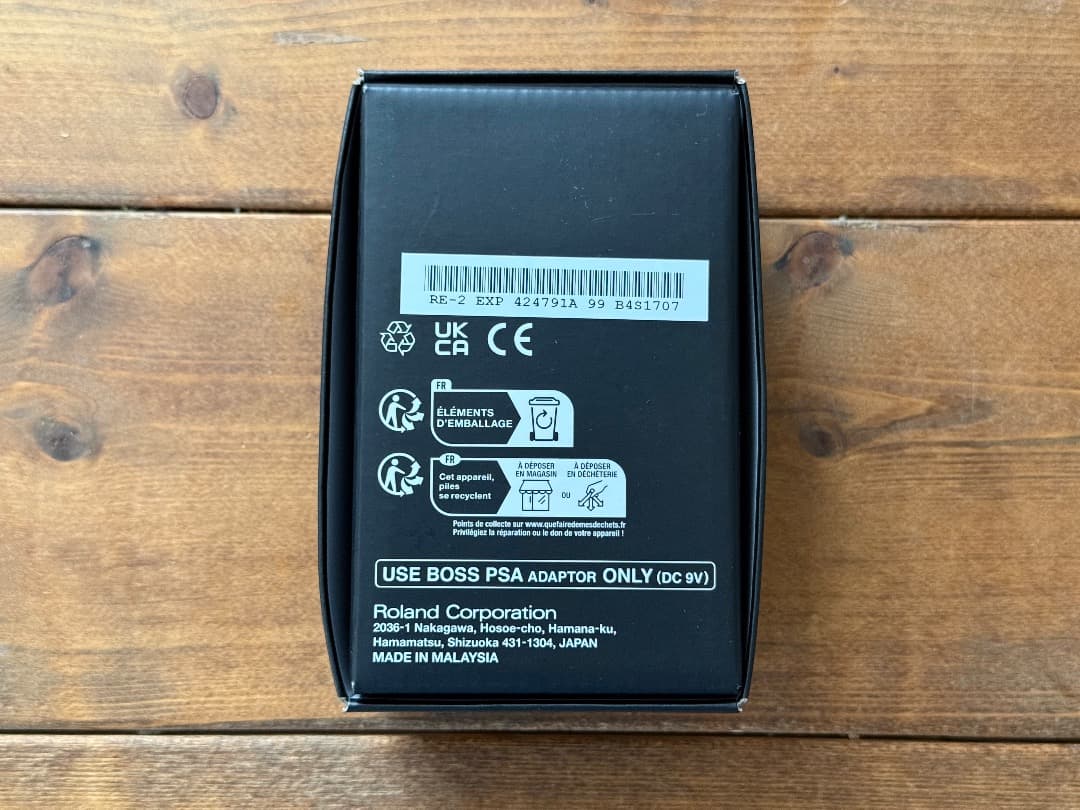 RE-2 EXP 424791A 99 B4S1707
UK
CA
CE
FR
ÉLÉMENTS
D'EMBALLAGE
FR
Cet appareil,
piles
se recyclent
À DÉPOSER
EN MAGASIN
OU
À DÉPOSER
EN DÉCHÈTERIE
Points de collecte sur www.quefairedemesdechets.fr
Privilégiez la réparation ou le don de votre appareil !
USE BOSS PSA ADAPTOR ONLY (DC 9V)
Roland Corporation
2036-1 Nakagawa, Hosoe-cho, Hamana-ku,
Hamamatsu, Shizuoka 431-1304, JAPAN
MADE IN MALAYSIA